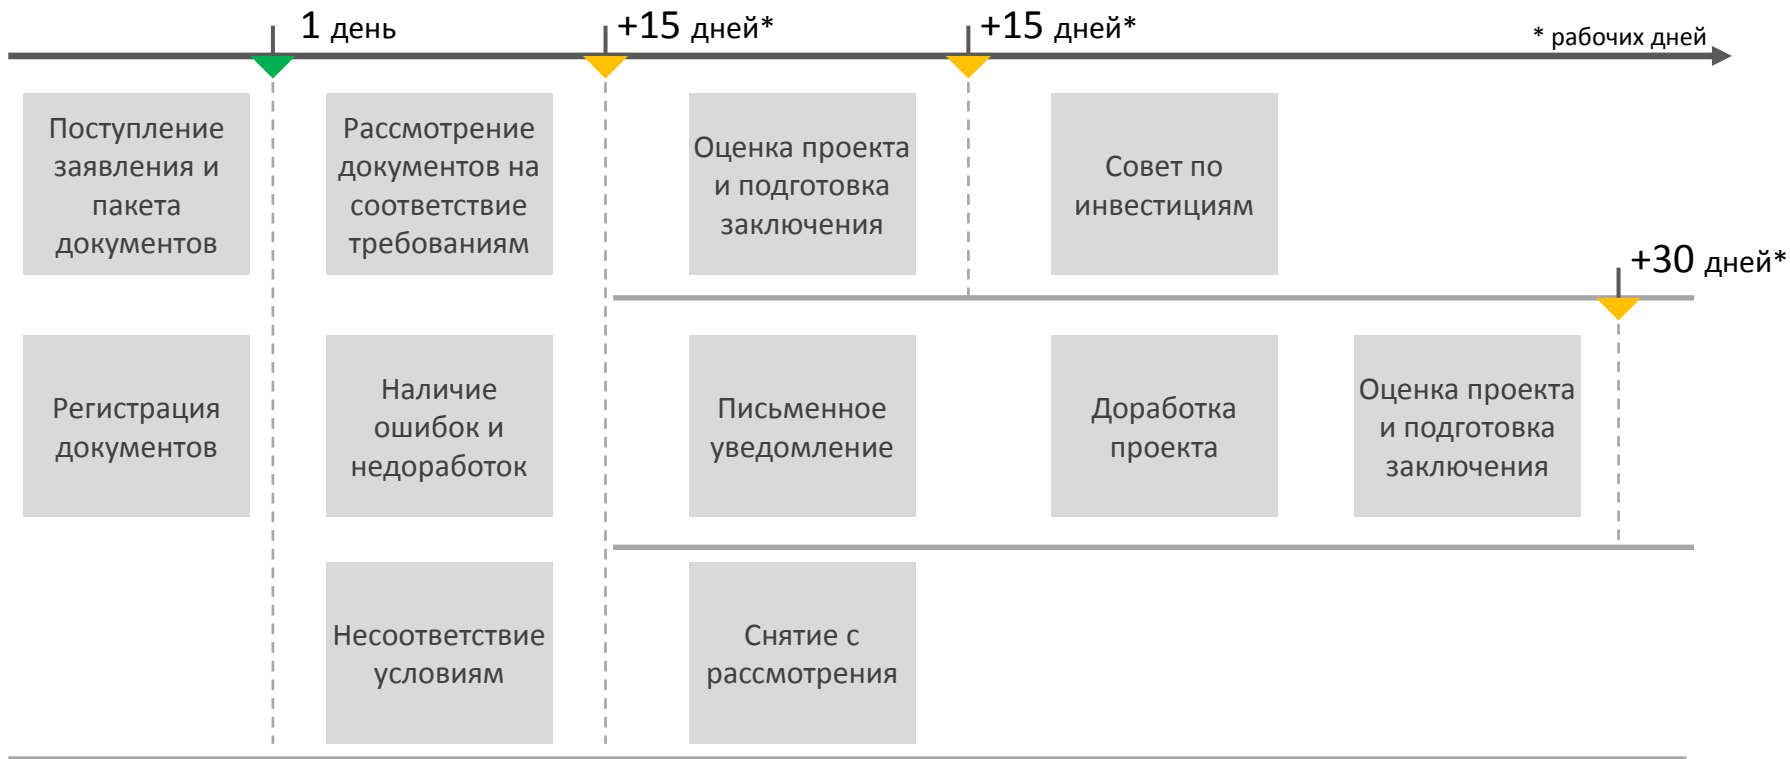 1 день
+15 дней*
+15 дней*
* рабочих дней
Поступление
заявления и
пакета
документов
Рассмотрение
документов на
соответствие
требованиям
Оценка проекта
и подготовка
заключения
Совет по
инвестициям
+30 дней*
Регистрация
документов
Наличие
ошибок и
недоработок
Письменное
уведомление
Доработка
проекта
Оценка проекта
и подготовка
заключения
Несоответствие
условиям
Снятие с
рассмотрения